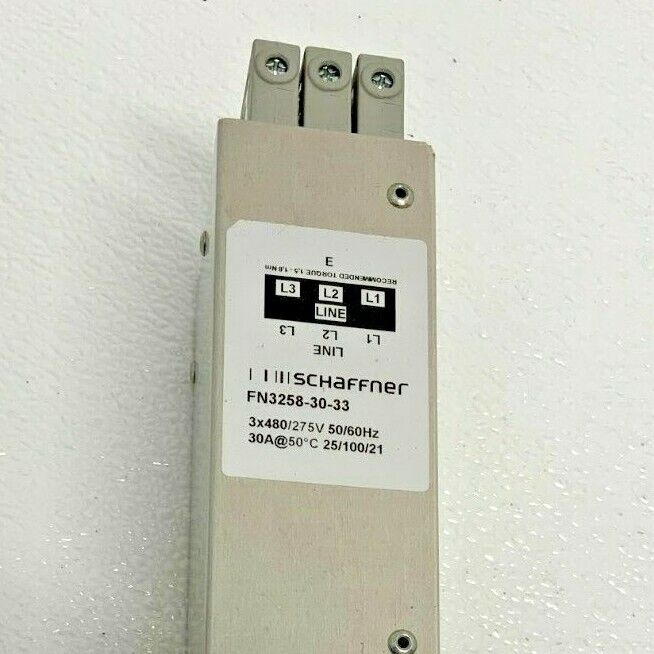 E
RECOMMENDED TORQUE 1.5 - 1.8 Nm
L3 L2 L1
LINE
L3 L2 L1
LINE
SCHAFFNER
FN3258-30-33
3x480/275V 50/60Hz
30A@50°C 25/100/21